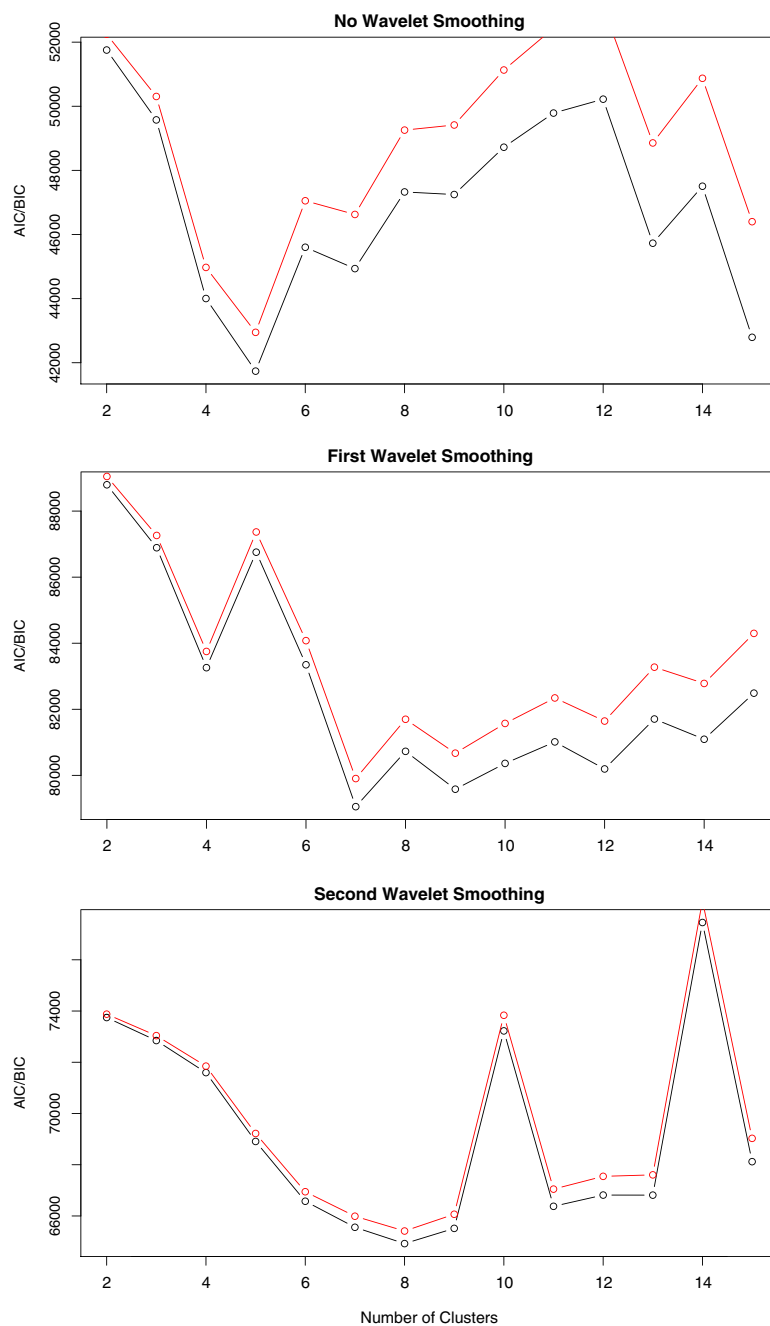 No Wavelet Smoothing
52000
50000
48000
46000
44000
42000
AIC/BIC
2 4 6 8 10 12 14
First Wavelet Smoothing
88000
86000
84000
82000
80000
AIC/BIC
2 4 6 8 10 12 14
Second Wavelet Smoothing
74000
70000
66000
AIC/BIC
2 4 6 8 10 12 14
Number of Clusters